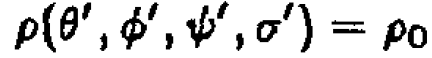 ρ(θ′, ϕ′, ψ′, σ′) = ρ₀